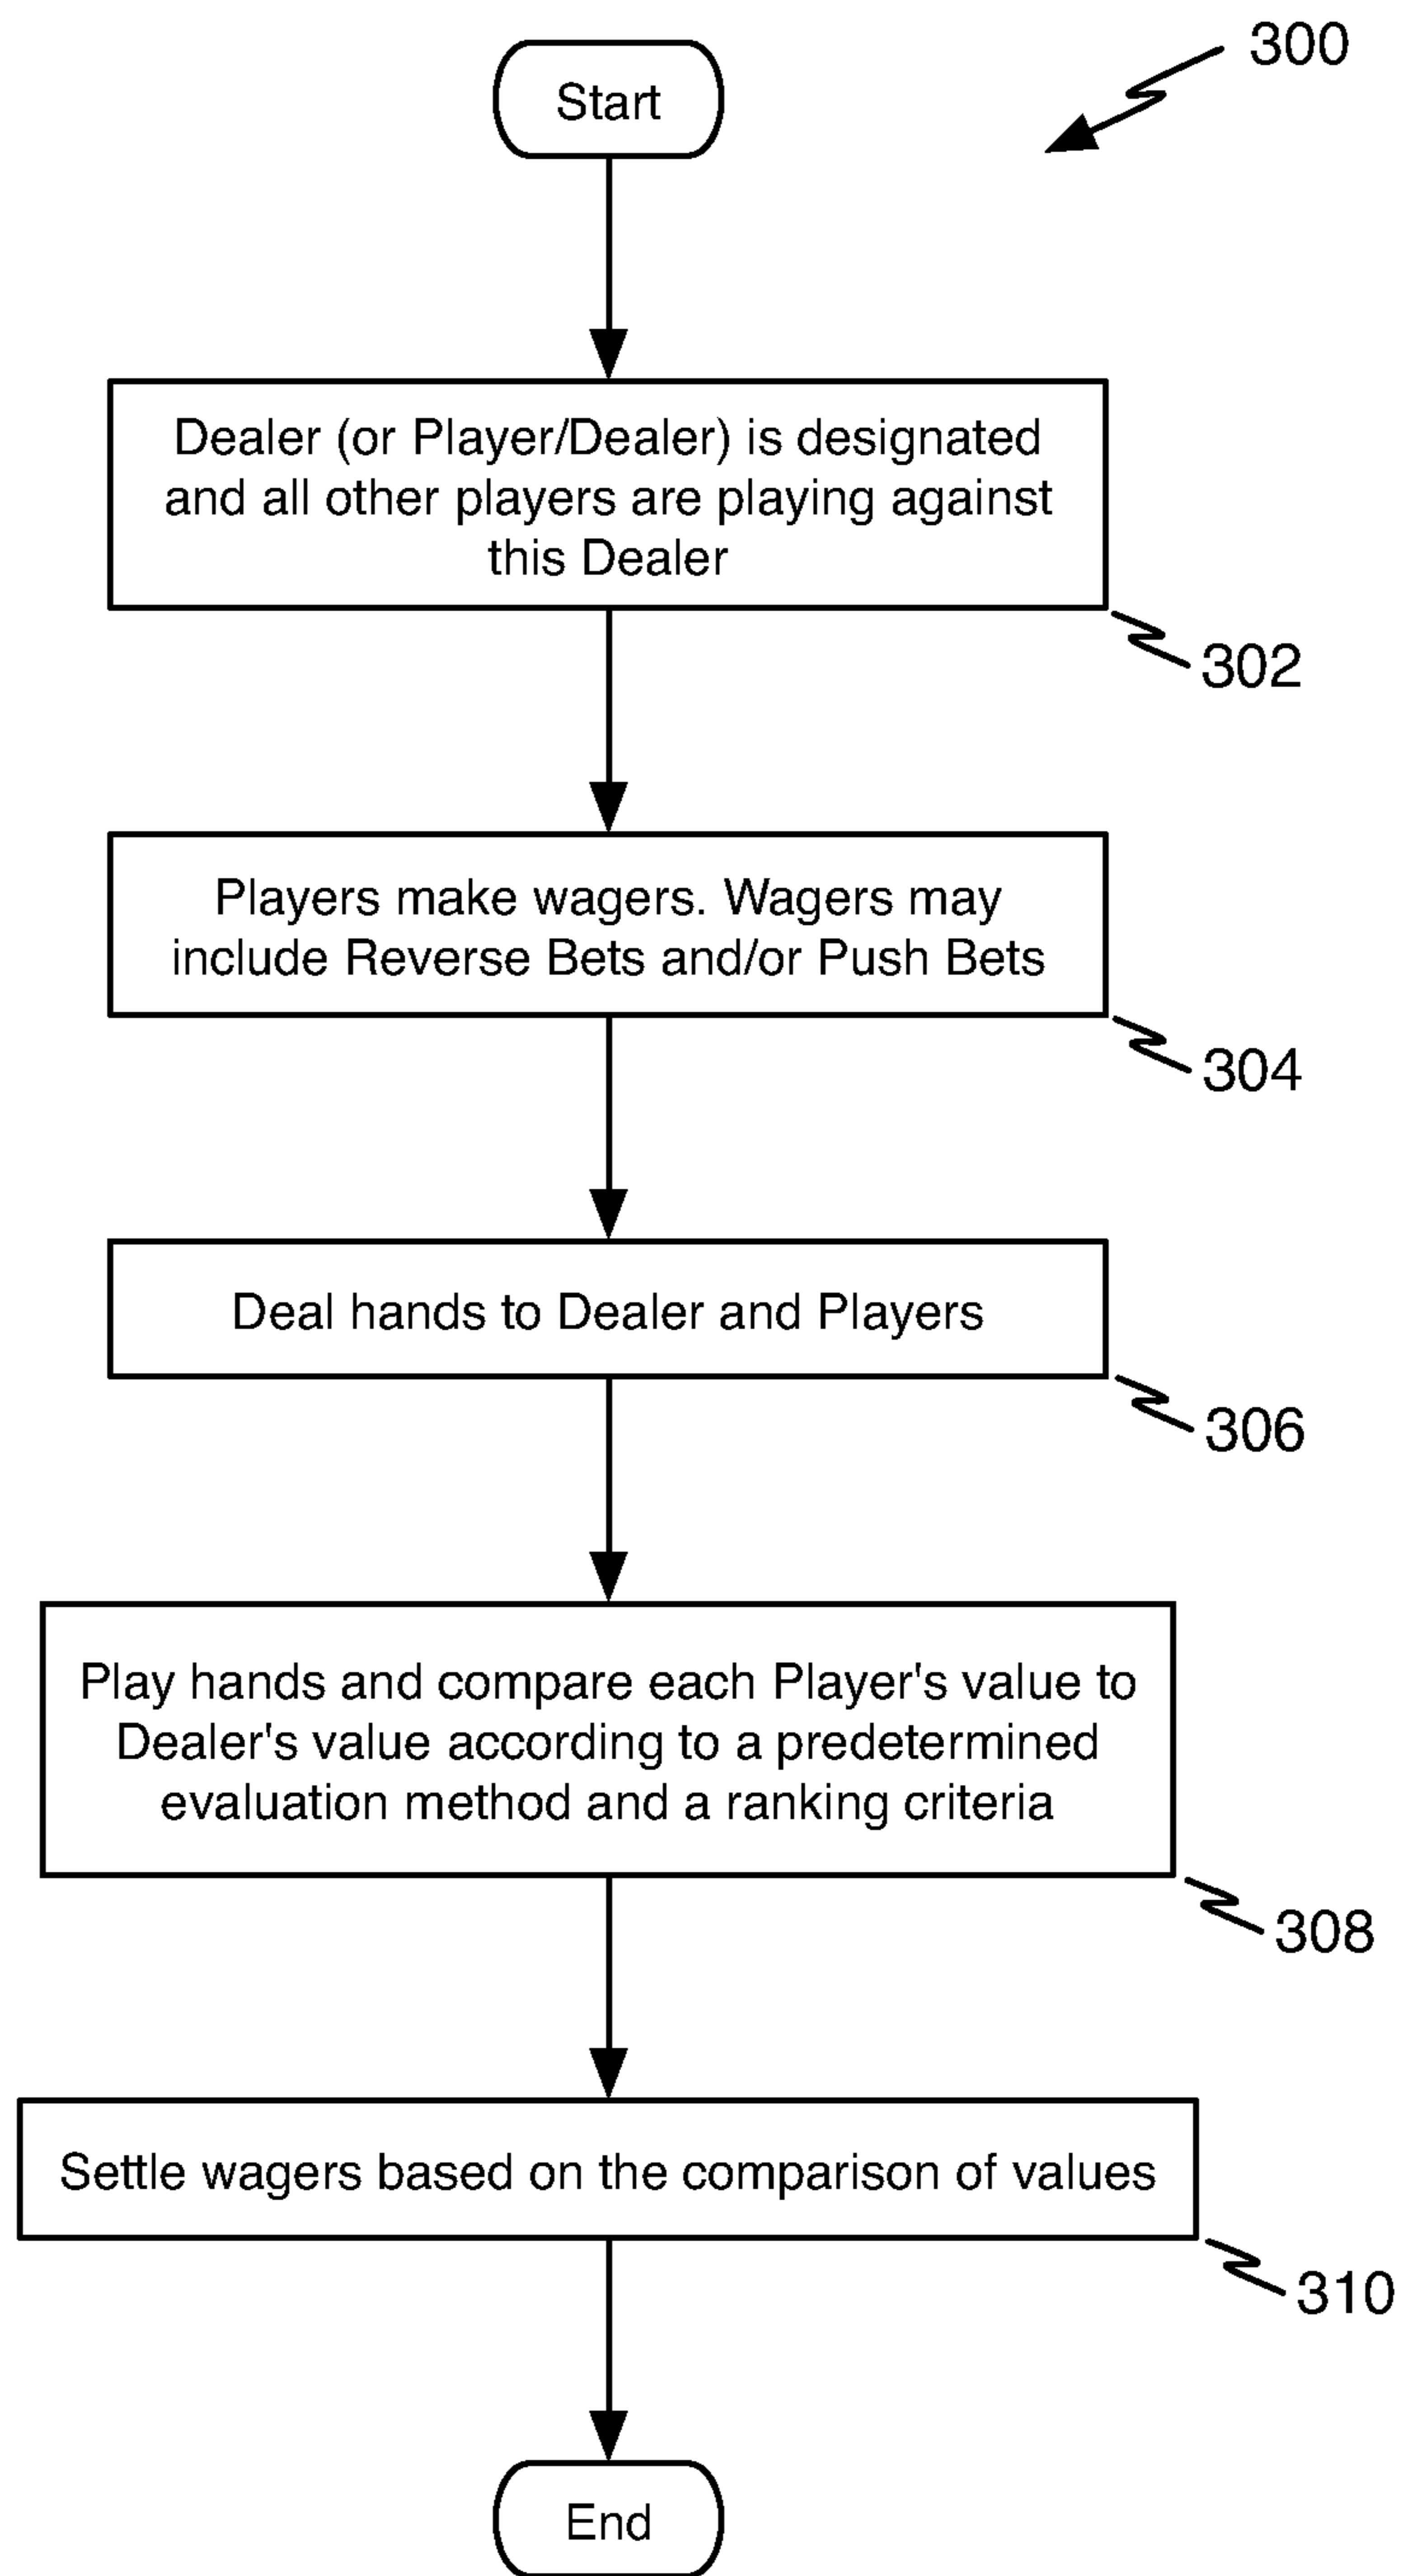 300
Start
Dealer (or Player/Dealer) is designated
and all other players are playing against
this Dealer
302
Players make wagers. Wagers may
include Reverse Bets and/or Push Bets
304
Deal hands to Dealer and Players
306
Play hands and compare each Player's value to
Dealer's value according to a predetermined
evaluation method and a ranking criteria
308
Settle wagers based on the comparison of values
310
End